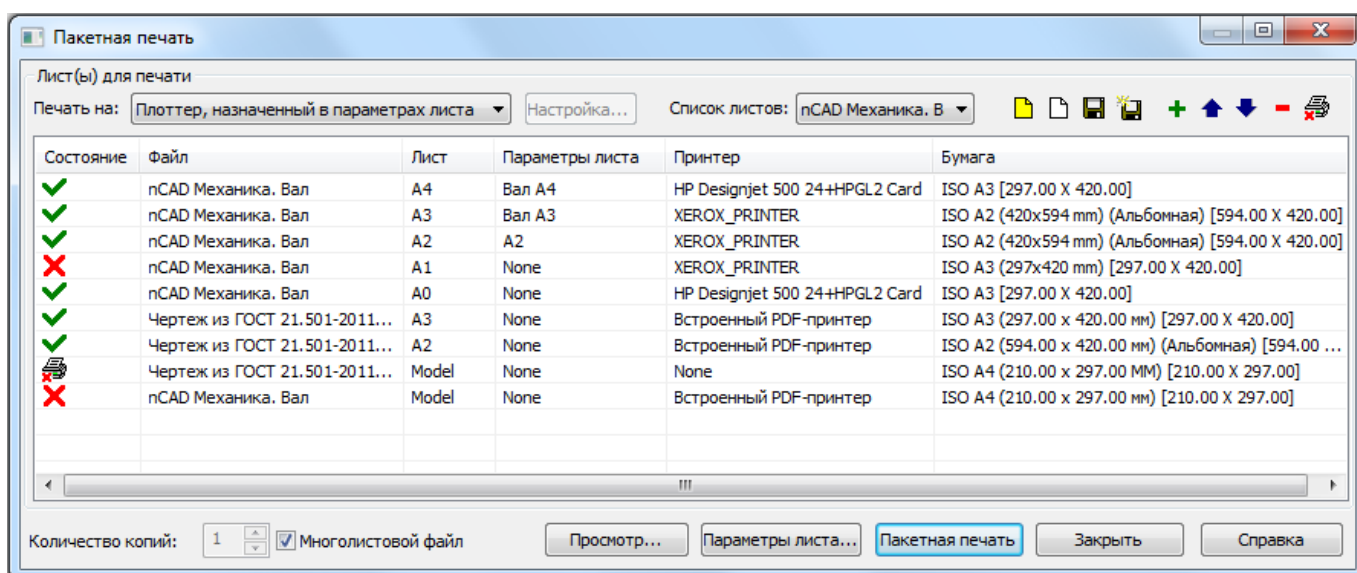 Пакетная печать
Лист(ы) для печати
Печать на: Плоттер, назначенный в параметрах листа Настройка... Список листов: nCAD Механика. В
Состояние Файл Лист Параметры листа Принтер Бумага
nCAD Механика. Вал A4 Вал A4 HP Designjet 500 24+HPGL2 Card ISO A3 [297.00 X 420.00]
nCAD Механика. Вал A3 Вал A3 XEROX_PRINTER ISO A2 (420x594 mm) (Альбомная) [594.00 X 420.00]
nCAD Механика. Вал A2 A2 XEROX_PRINTER ISO A2 (420x594 mm) (Альбомная) [594.00 X 420.00]
nCAD Механика. Вал A1 None XEROX_PRINTER ISO A3 (297x420 mm) [297.00 X 420.00]
nCAD Механика. Вал A0 None HP Designjet 500 24+HPGL2 Card ISO A3 [297.00 X 420.00]
Чертеж из ГОСТ 21.501-2011... A3 None Встроенный PDF-принтер ISO A3 (297.00 x 420.00 мм) [297.00 X 420.00]
Чертеж из ГОСТ 21.501-2011... A2 None Встроенный PDF-принтер ISO A2 (594.00 x 420.00 мм) (Альбомная) [594.00 ...
Чертеж из ГОСТ 21.501-2011... Model None None ISO A4 (210.00 x 297.00 ММ) [210.00 X 297.00]
nCAD Механика. Вал Model None Встроенный PDF-принтер ISO A4 (210.00 x 297.00 мм) [210.00 X 297.00]
Количество копий: 1 Многолистовой файл Просмотр... Параметры листа... Пакетная печать Закрыть Справка